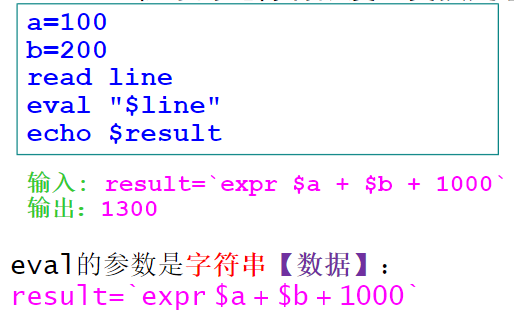 a=100
b=200
read line
eval "$line"
echo $result
输入: result=`expr $a + $b + 1000`
输出：1300
eval的参数是字符串【数据】：
result=`expr $a + $b + 1000`